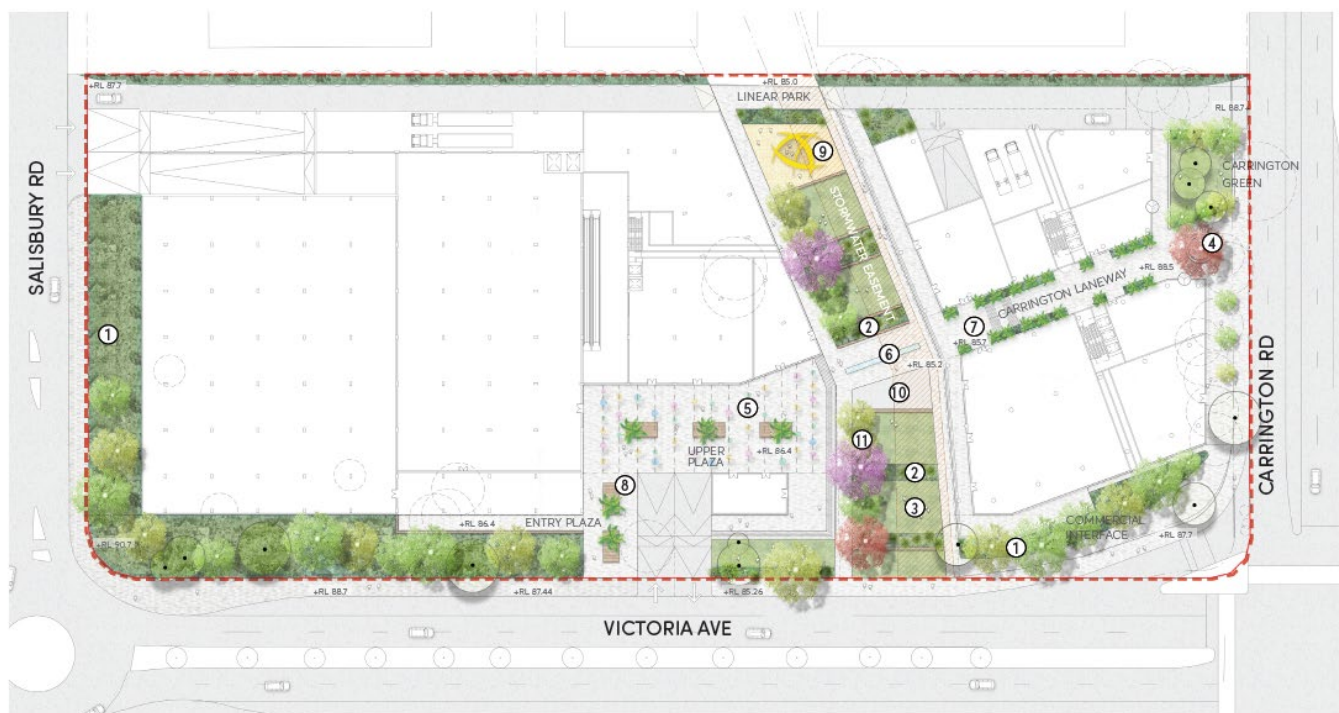 +RL 87.7
+RL 85.0
LINEAR PARK
RL 88.7
9
CARRINGTON
GREEN
STORMWATER EASEMENT
4
SALISBURY RD
+RL 88.5
CARRINGTON LANEWAY
1
2
7
+RL 85.7
6
+RL 85.2
CARRINGTON RD
10
5
11
UPPER
PLAZA
+RL 86.4
2
8
3
+RL 86.4
ENTRY PLAZA
COMMERCIAL
INTERFACE
+RL 87.7
1
+RL 90.7
+RL 88.7
+RL 87.44
+RL 85.26
VICTORIA AVE